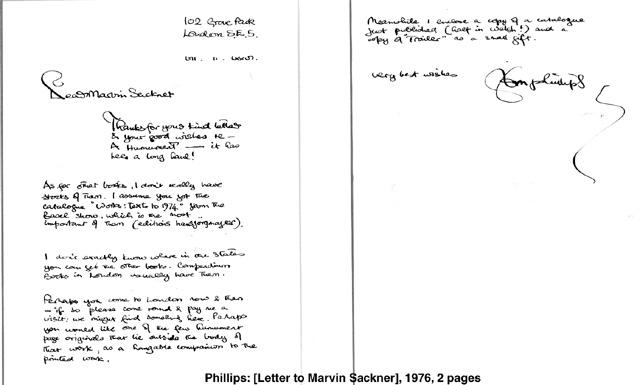 102 Grove Park
London S.E.5.
Dear Marvin Sackner
Thanks for your kind letter
& your good wishes re —
A Humument — it has
been a long haul!
As for other books, I don't really have
stocks of them. I assume you got the
catalogue "Works: Texts to 1974" from the
Basel show, which is the most
important of them (edition hansjorg mayer).
I don't exactly know where in the States
you can get the other books. Compendium
Books in London usually have them.
Perhaps you come to London now & then
— if so please come round & pay me a
visit: we might find something here. Perhaps
you would like one of the few Humument
page originals that lie outside the body of
that work, as a hangable companion to the
printed work.
Meanwhile I enclose a copy of a catalogue
just published (half in Welsh!) and a
copy of "Trailer" as a small gift.
very best wishes
Tom Phillips
Phillips: [Letter to Marvin Sackner], 1976, 2 pages